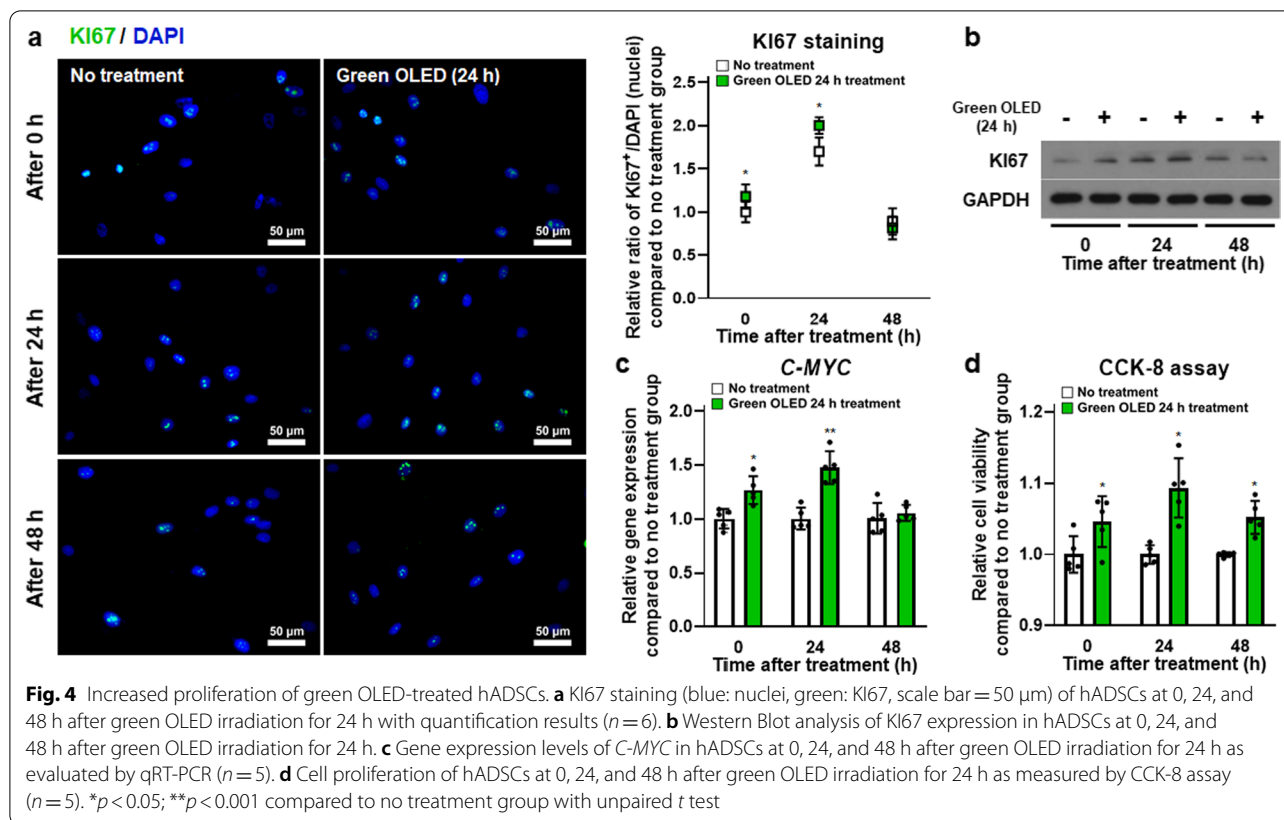 a
KI67 / DAPI
No treatment
Green OLED (24 h)
After 0 h
50 µm
50 µm
After 24 h
50 µm
50 µm
After 48 h
50 µm
50 µm
KI67 staining
No treatment
Green OLED 24 h treatment
Relative ratio of KI67⁺/DAPI (nuclei)
compared to no treatment group
2.5
2.0
1.5
1.0
0.5
0.0
*
*
0 24 48
Time after treatment (h)
b
Green OLED
(24 h)
- + - + - +
KI67
GAPDH
0 24 48
Time after treatment (h)
c
C-MYC
No treatment
Green OLED 24 h treatment
Relative gene expression
compared to no treatment group
2.0
1.5
1.0
0.5
0.0
*
**
0 24 48
Time after treatment (h)
d
CCK-8 assay
No treatment
Green OLED 24 h treatment
Relative cell viability
compared to no treatment group
1.2
1.1
1.0
0.9
*
*
*
0 24 48
Time after treatment (h)
Fig. 4 Increased proliferation of green OLED-treated hADSCs. a KI67 staining (blue: nuclei, green: KI67, scale bar = 50 µm) of hADSCs at 0, 24, and
48 h after green OLED irradiation for 24 h with quantification results (n = 6). b Western Blot analysis of KI67 expression in hADSCs at 0, 24, and
48 h after green OLED irradiation for 24 h. c Gene expression levels of C-MYC in hADSCs at 0, 24, and 48 h after green OLED irradiation for 24 h as
evaluated by qRT-PCR (n = 5). d Cell proliferation of hADSCs at 0, 24, and 48 h after green OLED irradiation for 24 h as measured by CCK-8 assay
(n = 5). *p < 0.05; **p < 0.001 compared to no treatment group with unpaired t test